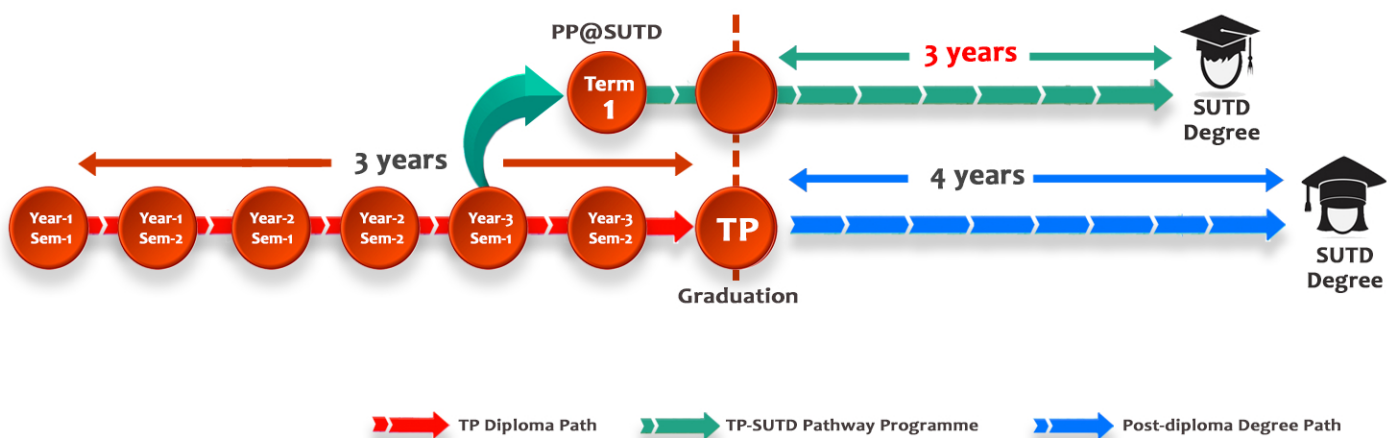 PP@SUTD
Term
1
3 years
SUTD
Degree
3 years
4 years
Year-1
Sem-1
Year-1
Sem-2
Year-2
Sem-1
Year-2
Sem-2
Year-3
Sem-1
Year-3
Sem-2
TP
Graduation
SUTD
Degree
TP Diploma Path
TP-SUTD Pathway Programme
Post-diploma Degree Path